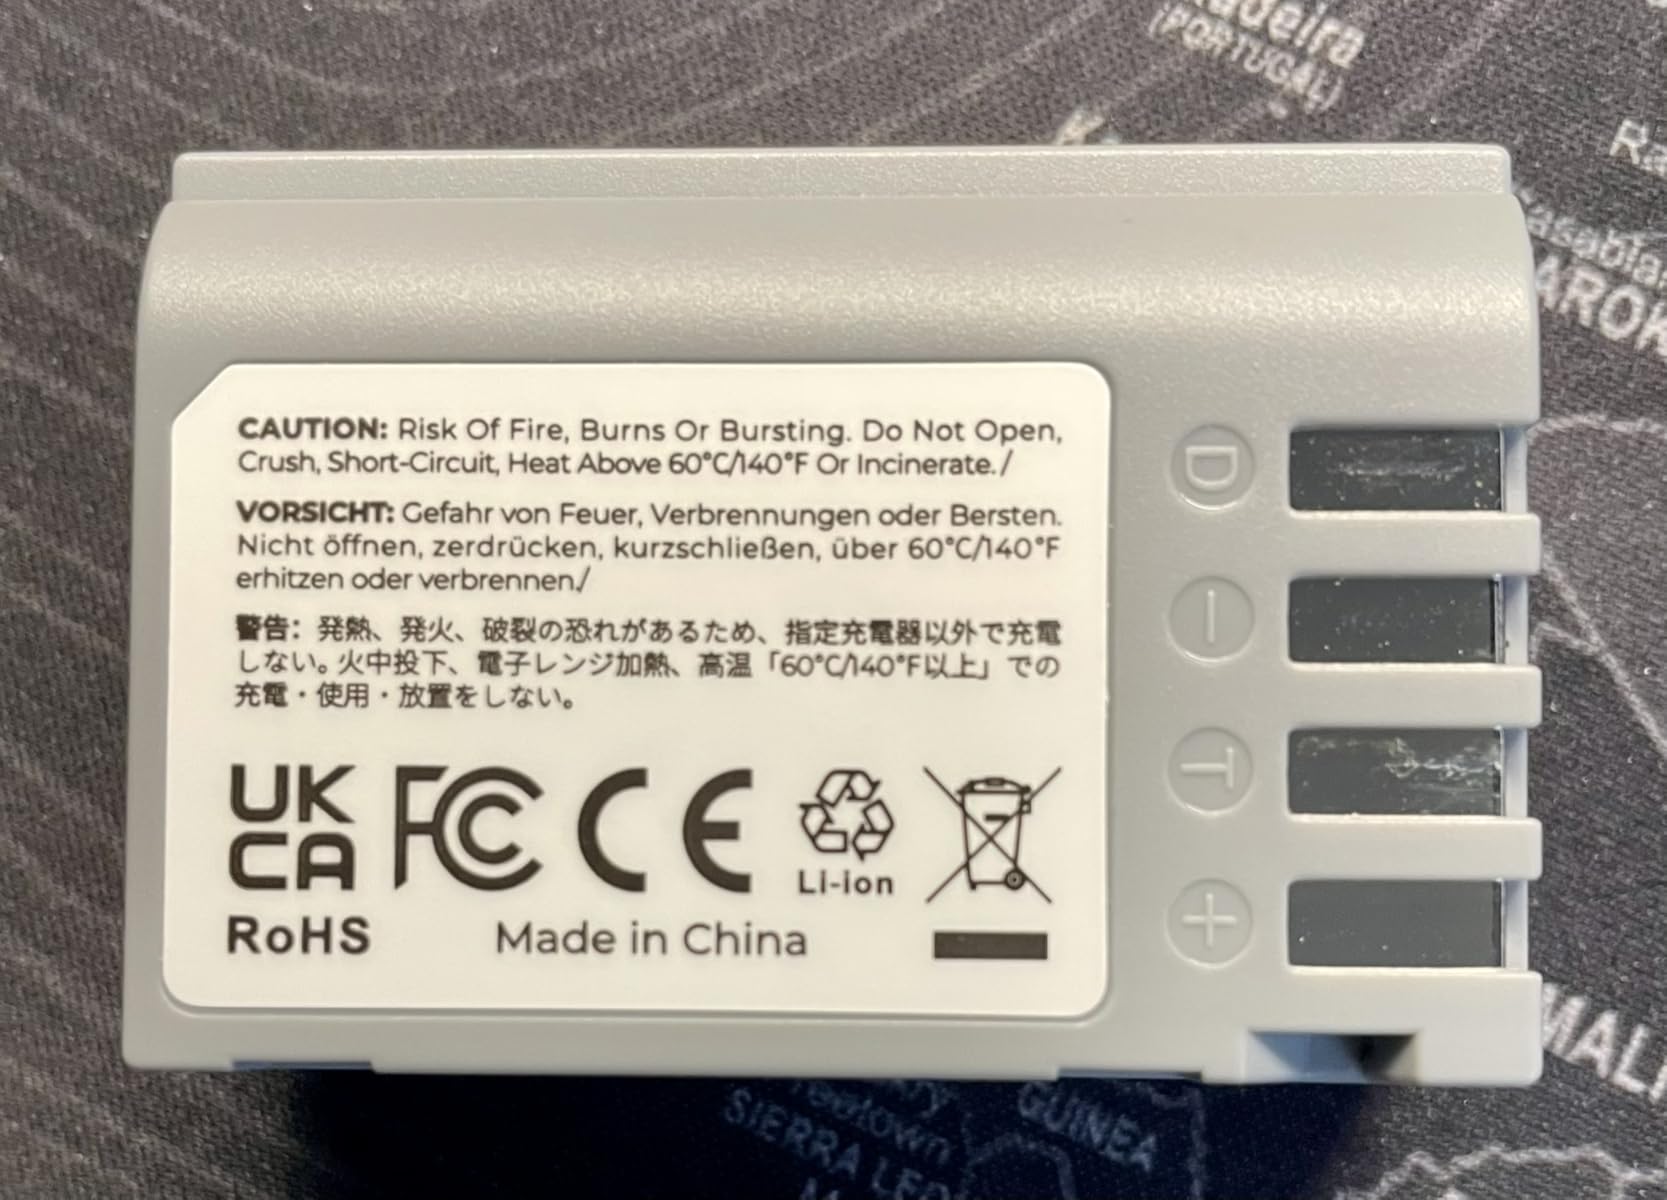 (PORTUGAL)
CAUTION: Risk Of Fire, Burns Or Bursting. Do Not Open,
Crush, Short-Circuit, Heat Above 60°C/140°F Or Incinerate./
VORSICHT: Gefahr von Feuer, Verbrennungen oder Bersten.
Nicht öffnen, zerdrücken, kurzschließen, über 60°C/140°F
erhitzen oder verbrennen./
警告：発熱、発火、破裂の恐れがあるため、指定充電器以外で充電
しない。火中投下、電子レンジ加熱、高温「60°C/140°F以上」での
充電・使用・放置をしない。
UK
CA
FC
CE
Li-ion
RoHS
Made in China
D
−
T
+
MALI
GUINEA
SIERRA